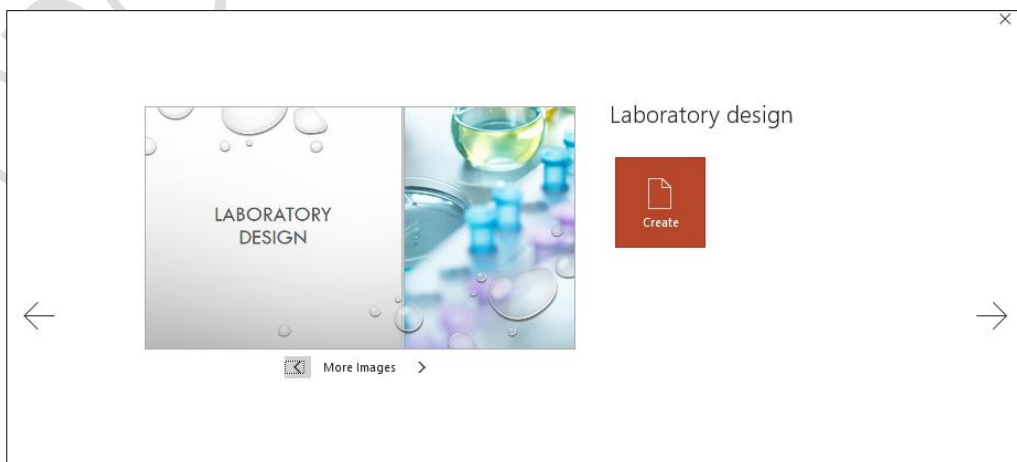 Laboratory design
LABORATORY
DESIGN
Create
More Images